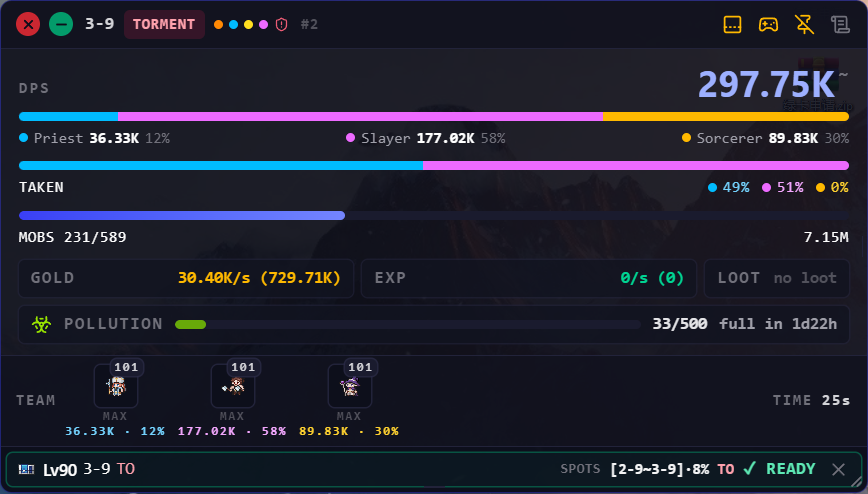 3-9 TORMENT #2
DPS 297.75K~
Priest 36.33K 12% Slayer 177.02K 58% Sorcerer 89.83K 30%
TAKEN 49% 51% 0%
MOBS 231/589 7.15M
GOLD 30.40K/s (729.71K) EXP 0/s (0) LOOT no loot
POLLUTION 33/500 full in 1d22h
101 101 101
TEAM TIME 25s
MAX MAX MAX
36.33K · 12% 177.02K · 58% 89.83K · 30%
Lv90 3-9 TO SPOTS [2-9~3-9]·8% TO ✓ READY